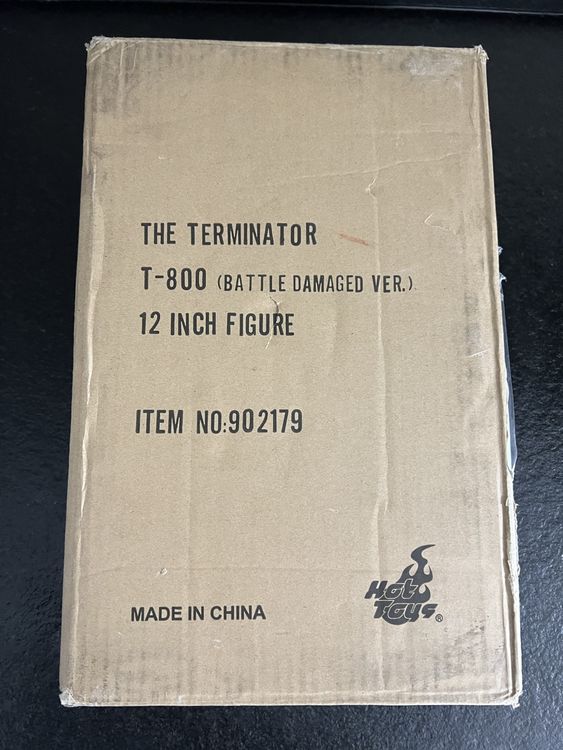 THE TERMINATOR
T-800 (BATTLE DAMAGED VER.)
12 INCH FIGURE
ITEM NO:902179
MADE IN CHINA
Hot
Toys®